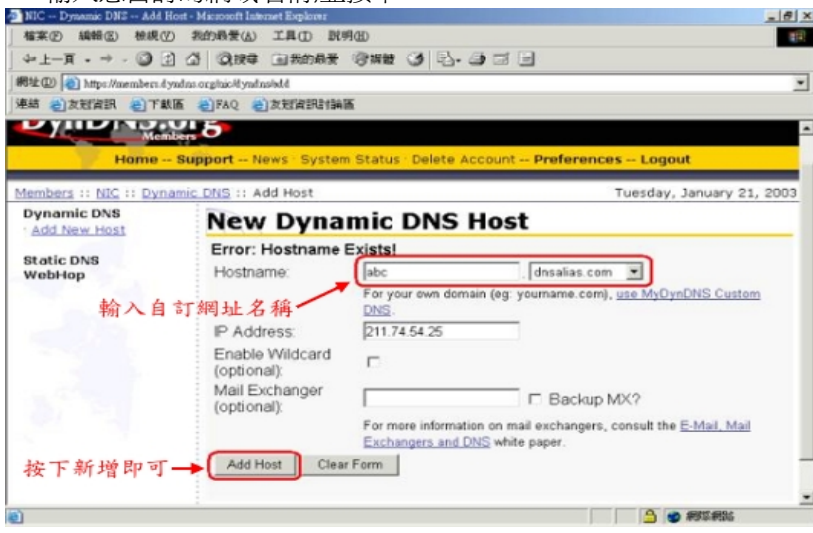 NIC -- Dynamic DNS -- Add Host - Microsoft Internet Explorer
檔案(F) 編輯(E) 檢視(V) 我的最愛(A) 工具(T) 說明(H)
上一頁 搜尋 我的最愛 媒體
網址(D) https://members.dyndns.org/nic/dyndns/add
連結 友冠資訊 下載區 FAQ 友冠資訊討論區
DynDNS.org
Members
Home -- Support -- News · System Status · Delete Account -- Preferences -- Logout
Members :: NIC :: Dynamic DNS :: Add Host Tuesday, January 21, 2003
Dynamic DNS
· Add New Host
Static DNS
WebHop
New Dynamic DNS Host
Error: Hostname Exists!
Hostname: abc . dnsalias.com
輸入自訂網址名稱
For your own domain (eg: yourname.com), use MyDynDNS Custom
DNS.
IP Address: 211.74.54.25
Enable Wildcard
(optional):
Mail Exchanger
(optional): Backup MX?
For more information on mail exchangers, consult the E-Mail, Mail
Exchangers and DNS white paper.
按下新增即可
Add Host Clear Form
網際網路